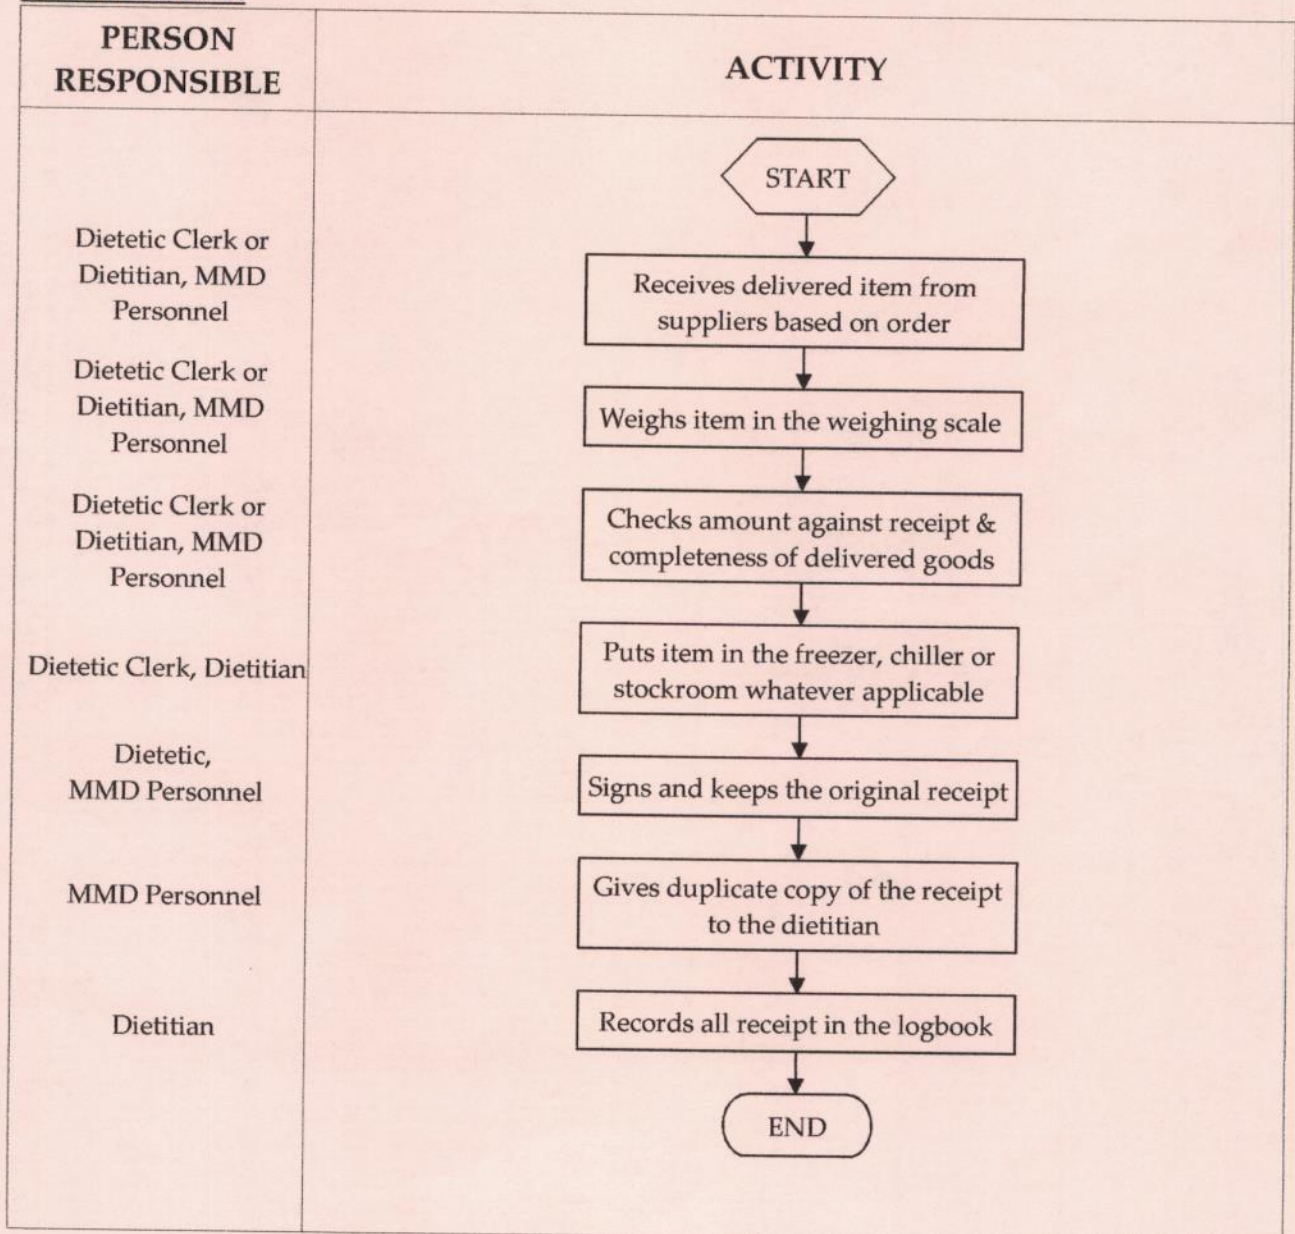 PERSON
RESPONSIBLE
ACTIVITY
START
Dietetic Clerk or
Dietitian, MMD
Personnel
Receives delivered item from
suppliers based on order
Dietetic Clerk or
Dietitian, MMD
Personnel
Weighs item in the weighing scale
Dietetic Clerk or
Dietitian, MMD
Personnel
Checks amount against receipt &
completeness of delivered goods
Dietetic Clerk, Dietitian
Puts item in the freezer, chiller or
stockroom whatever applicable
Dietetic,
MMD Personnel
Signs and keeps the original receipt
MMD Personnel
Gives duplicate copy of the receipt
to the dietitian
Dietitian
Records all receipt in the logbook
END